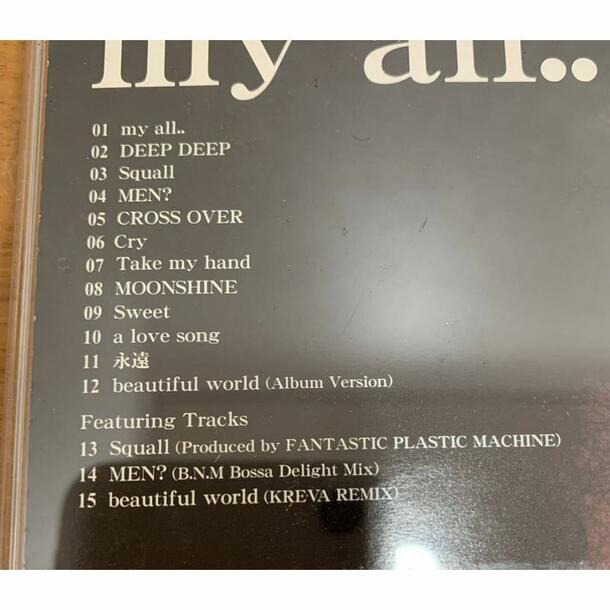 my all..
01 my all..
02 DEEP DEEP
03 Squall
04 MEN?
05 CROSS OVER
06 Cry
07 Take my hand
08 MOONSHINE
09 Sweet
10 a love song
11 永遠
12 beautiful world (Album Version)
Featuring Tracks
13 Squall (Produced by FANTASTIC PLASTIC MACHINE)
14 MEN? (B.N.M Bossa Delight Mix)
15 beautiful world (KREVA REMIX)